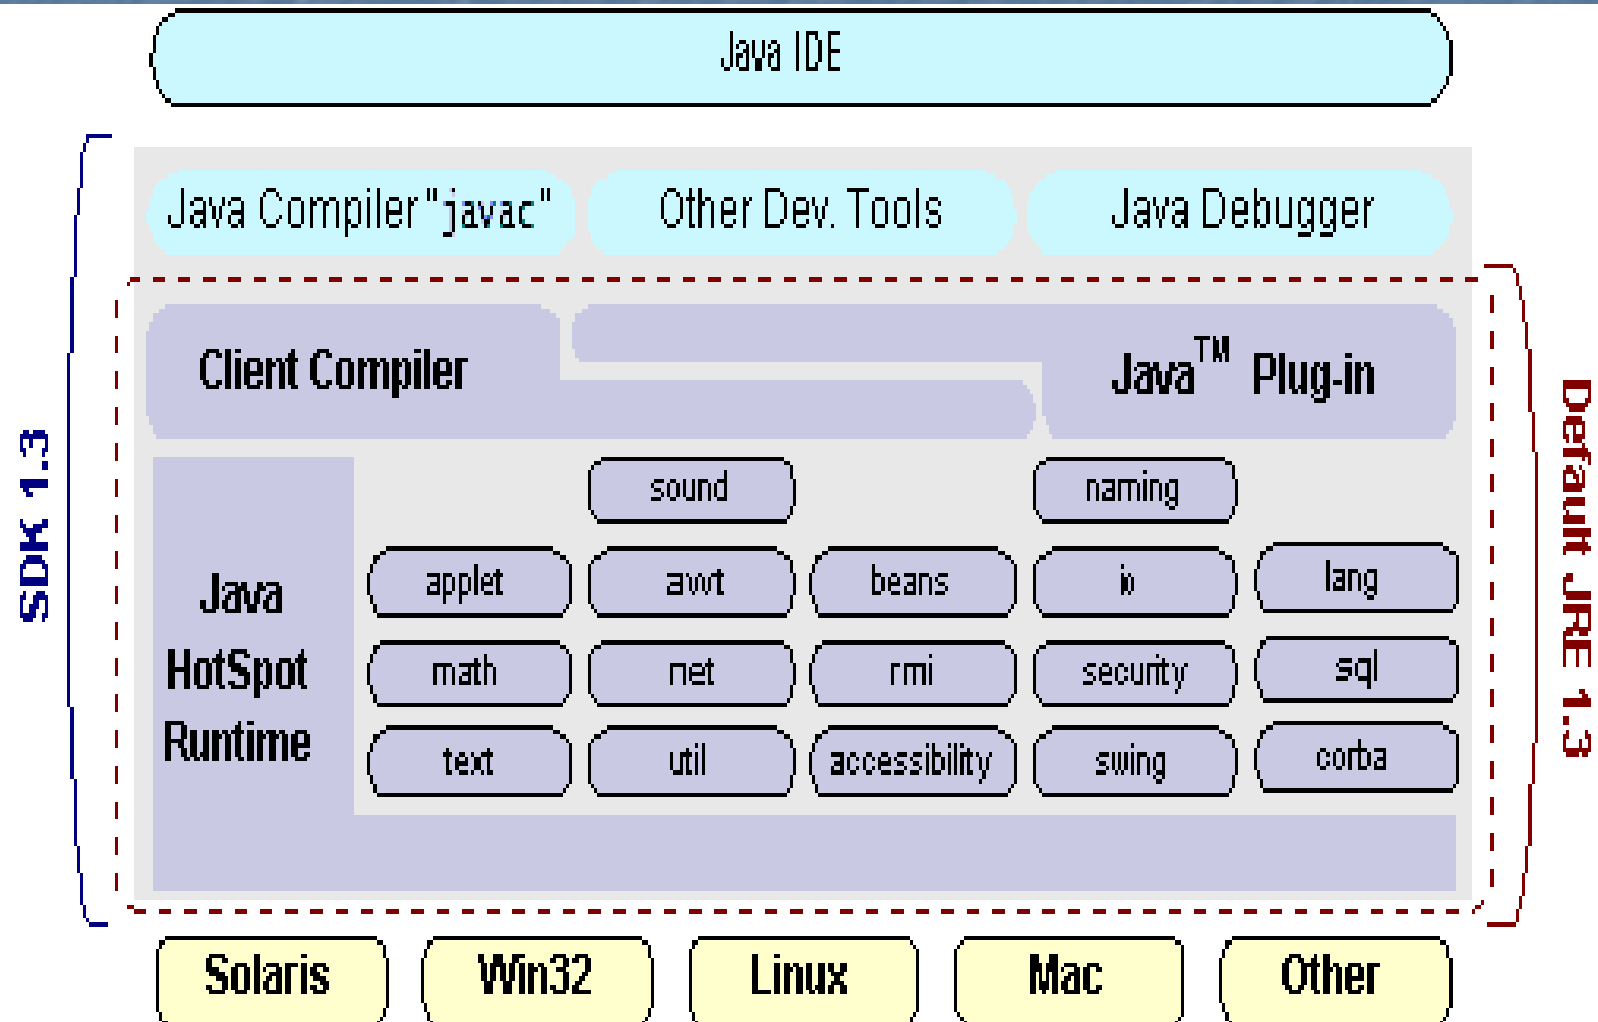 Java IDE
Java Compiler "javac"
Other Dev. Tools
Java Debugger
Client Compiler
Java™ Plug-in
SDK 1.3
Default JRE 1.3
Java
HotSpot
Runtime
sound
naming
applet
awt
beans
io
lang
math
net
rmi
security
sql
text
util
accessibility
swing
corba
Solaris
Win32
Linux
Mac
Other